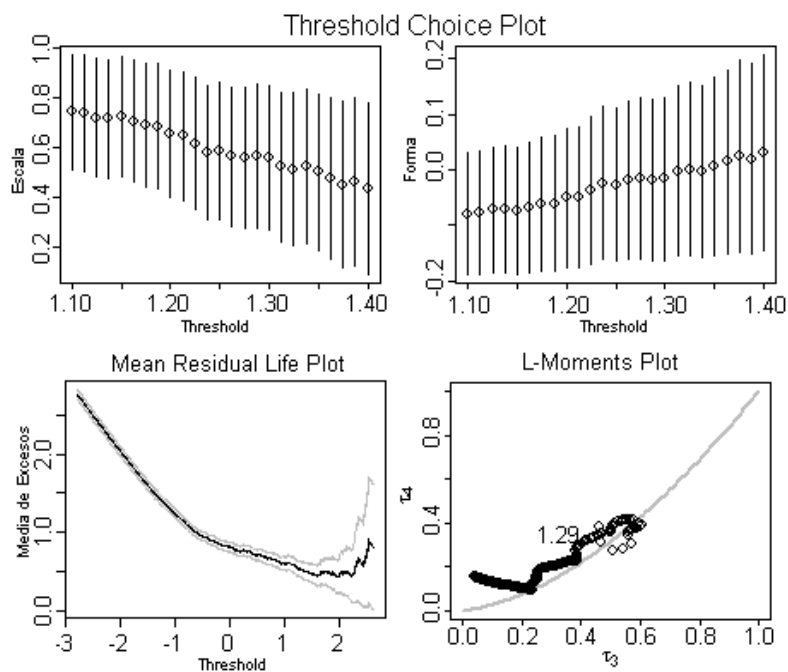 Threshold Choice Plot
Escala
0.2 0.4 0.6 0.8 1.0
1.10 1.20 1.30 1.40
Threshold
Forma
-0.2 0.0 0.1 0.2
1.10 1.20 1.30 1.40
Threshold
Mean Residual Life Plot
Media de Excesos
0.0 1.0 2.0
-3 -2 -1 0 1 2
Threshold
L-Moments Plot
τ4
0.0 0.4 0.8
1.29
0.0 0.2 0.4 0.6 0.8 1.0
τ3